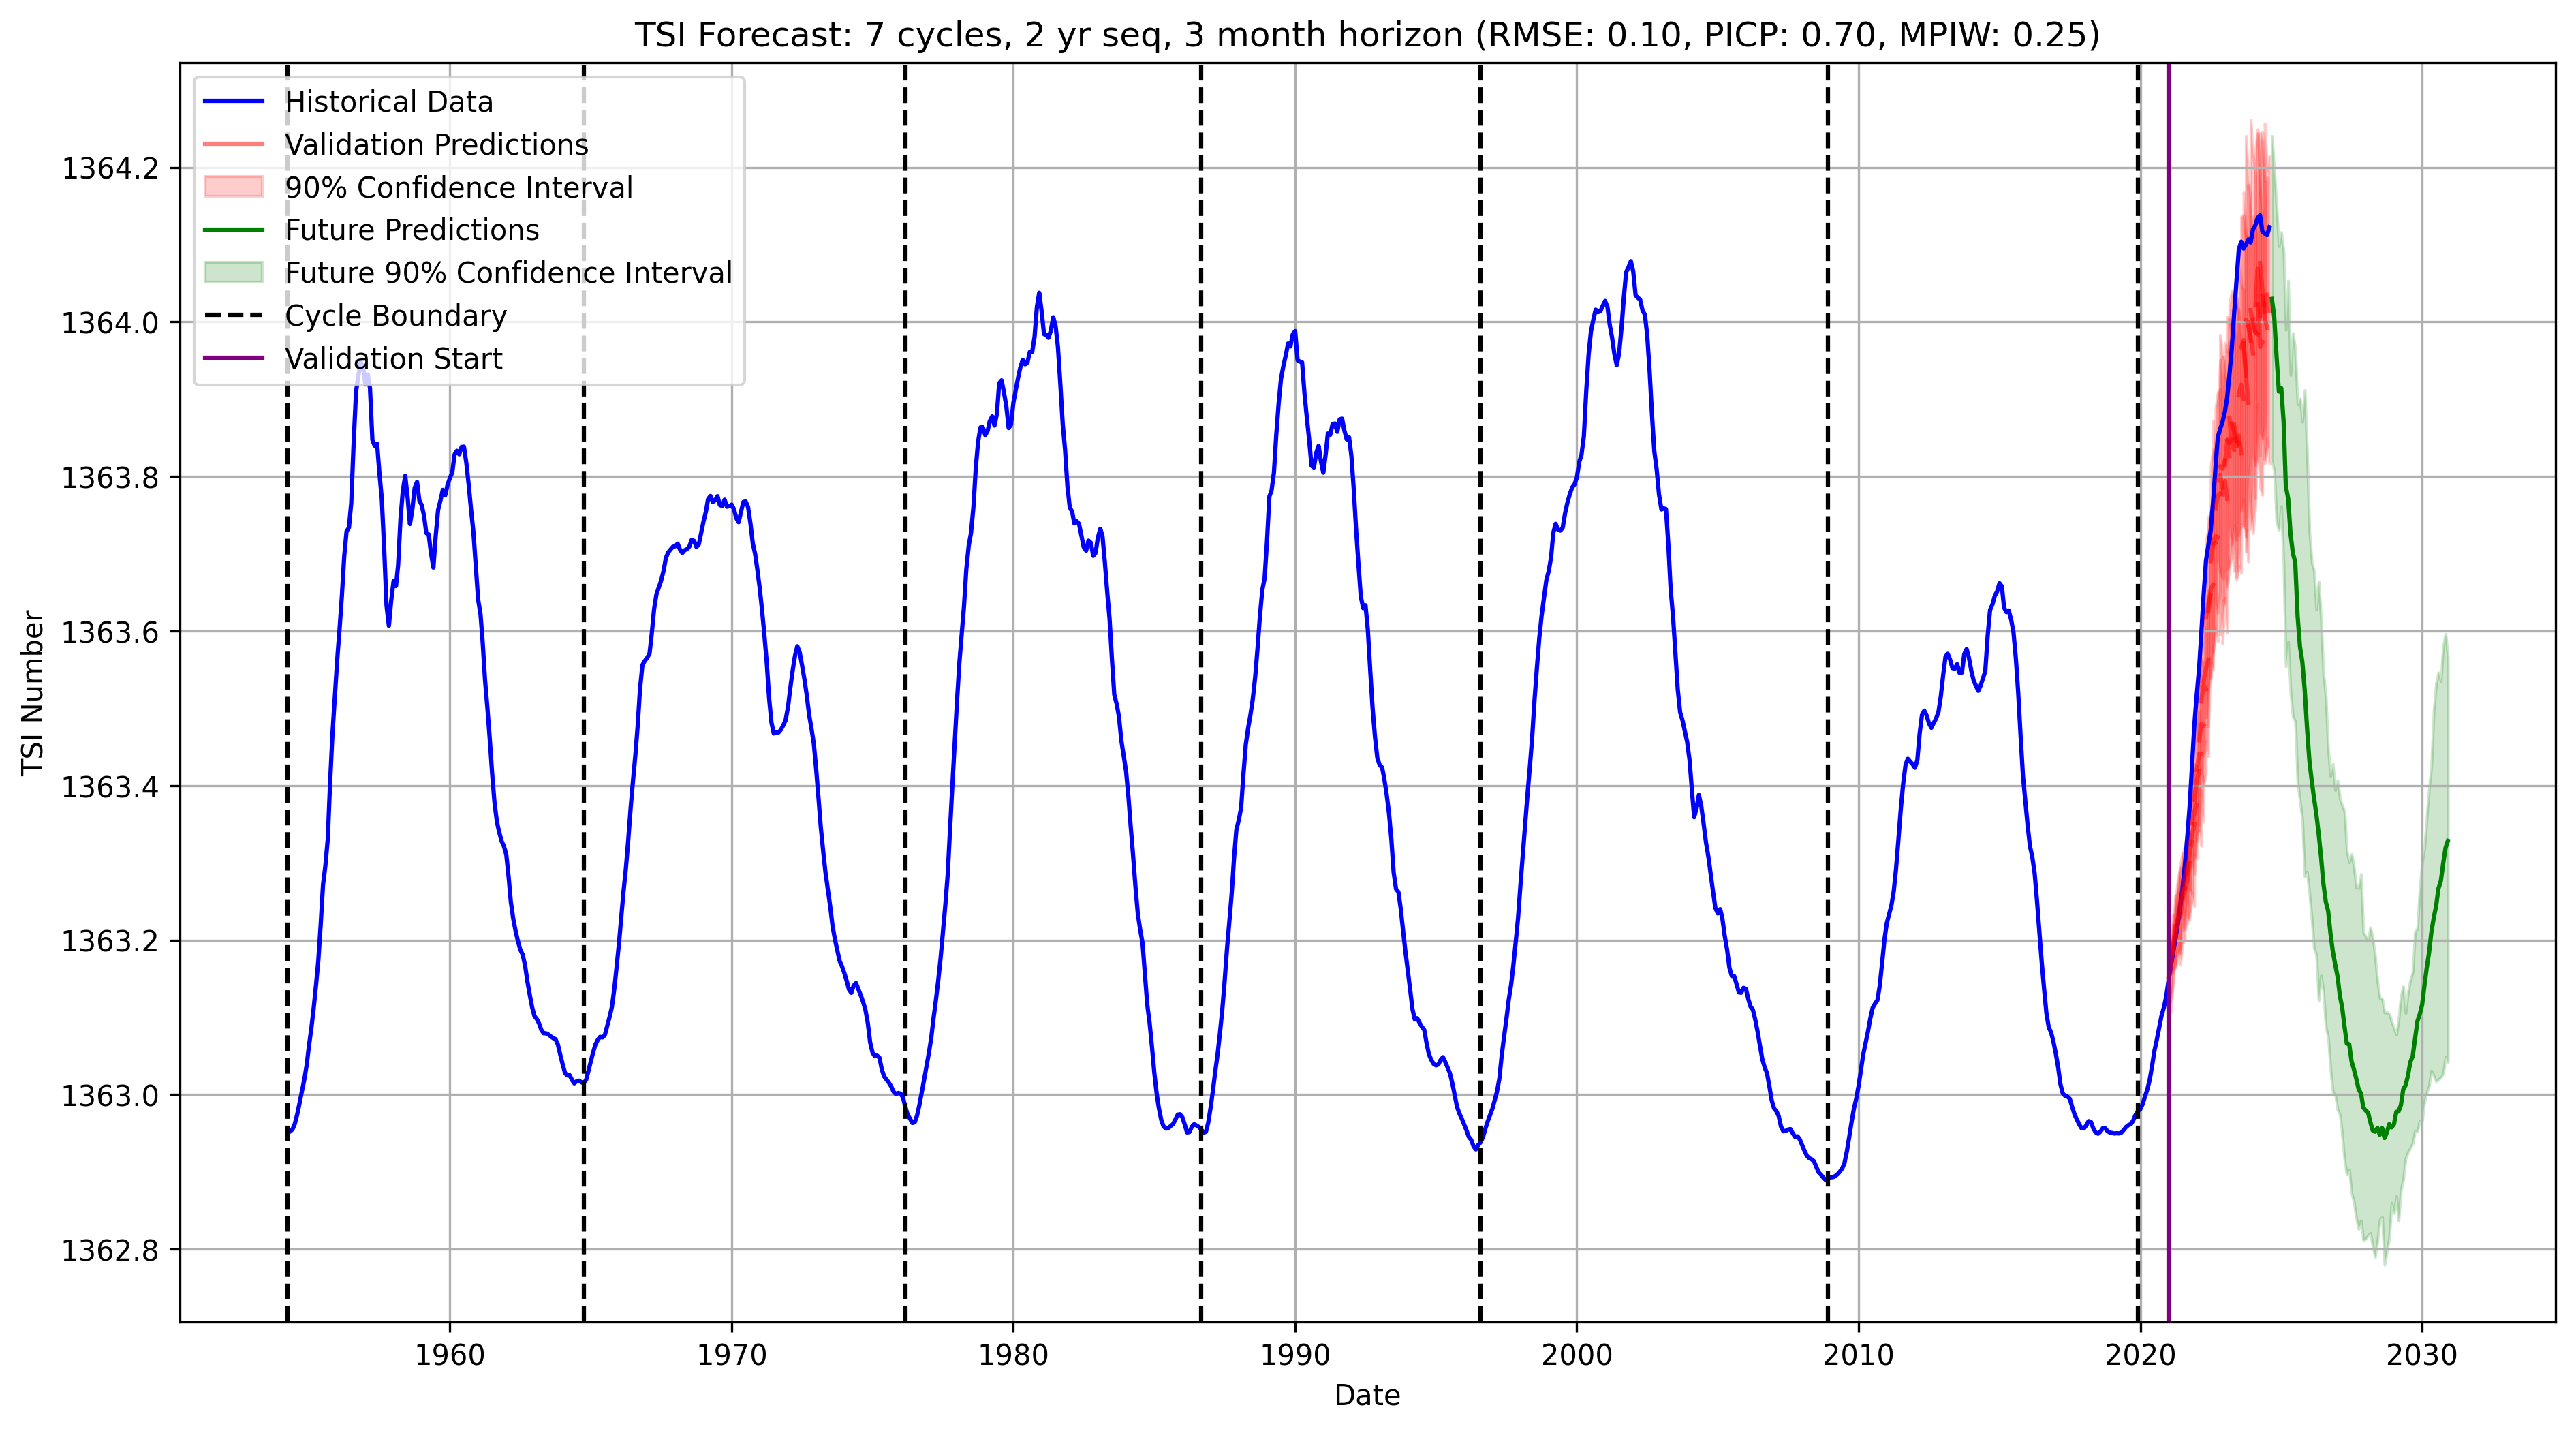 TSI Forecast: 7 cycles, 2 yr seq, 3 month horizon (RMSE: 0.10, PICP: 0.70, MPIW: 0.25)
Historical Data
Validation Predictions
90% Confidence Interval
Future Predictions
Future 90% Confidence Interval
Cycle Boundary
Validation Start
TSI Number
1364.2
1364.0
1363.8
1363.6
1363.4
1363.2
1363.0
1362.8
1960
1970
1980
1990
2000
2010
2020
2030
Date